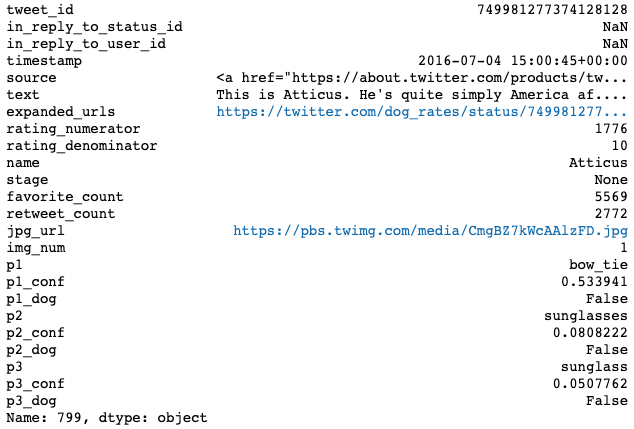 tweet_id 749981277374128128
in_reply_to_status_id NaN
in_reply_to_user_id NaN
timestamp 2016-07-04 15:00:45+00:00
source <a href="https://about.twitter.com/products/tw...
text This is Atticus. He's quite simply America af....
expanded_urls https://twitter.com/dog_rates/status/749981277...
rating_numerator 1776
rating_denominator 10
name Atticus
stage None
favorite_count 5569
retweet_count 2772
jpg_url https://pbs.twimg.com/media/CmgBZ7kWcAAlzFD.jpg
img_num 1
p1 bow_tie
p1_conf 0.533941
p1_dog False
p2 sunglasses
p2_conf 0.0808222
p2_dog False
p3 sunglass
p3_conf 0.0507762
p3_dog False
Name: 799, dtype: object